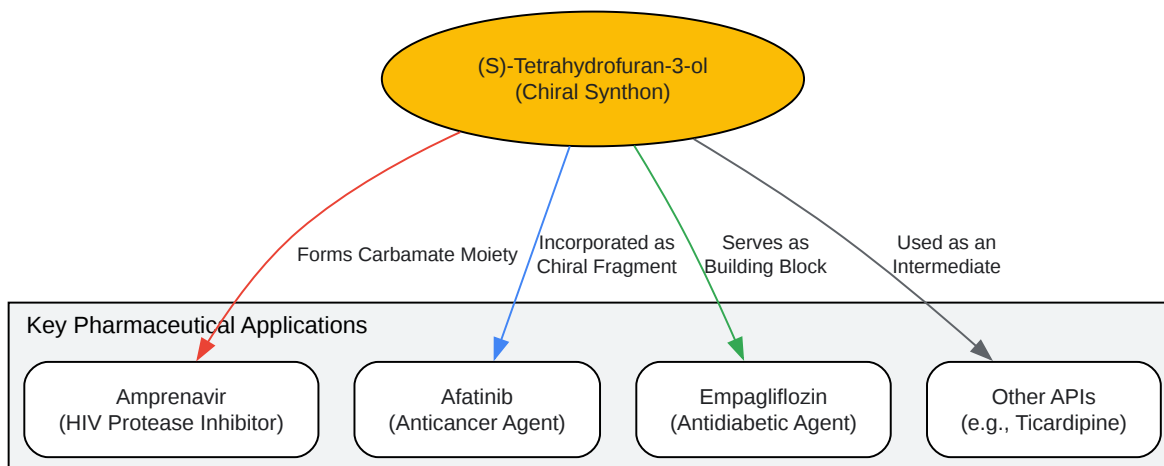 (S)-Tetrahydrofuran-3-ol
(Chiral Synthon)
Forms Carbamate Moiety
Incorporated as
Chiral Fragment
Serves as
Building Block
Used as an
Intermediate
Key Pharmaceutical Applications
Amprenavir
(HIV Protease Inhibitor)
Afatinib
(Anticancer Agent)
Empagliflozin
(Antidiabetic Agent)
Other APIs
(e.g., Ticardipine)